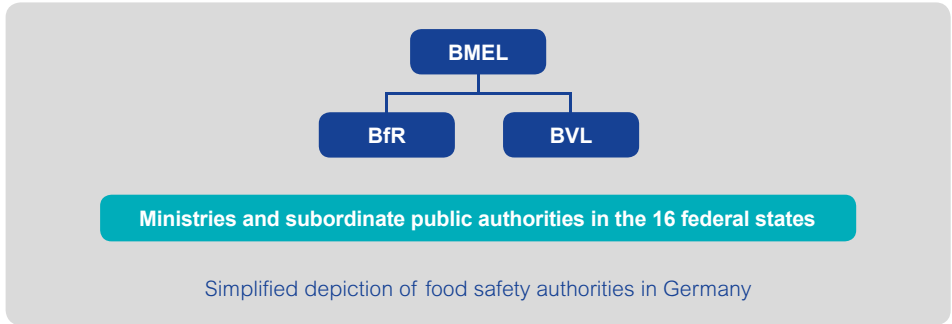 BMEL
BfR
BVL
Ministries and subordinate public authorities in the 16 federal states
Simplified depiction of food safety authorities in Germany